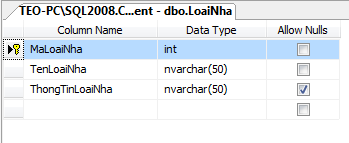 TEO-PC\SQL2008.C...ent - dbo.LoaiNha
Column Name Data Type Allow Nulls
MaLoaiNha int
TenLoaiNha nvarchar(50)
ThongTinLoaiNha nvarchar(50)